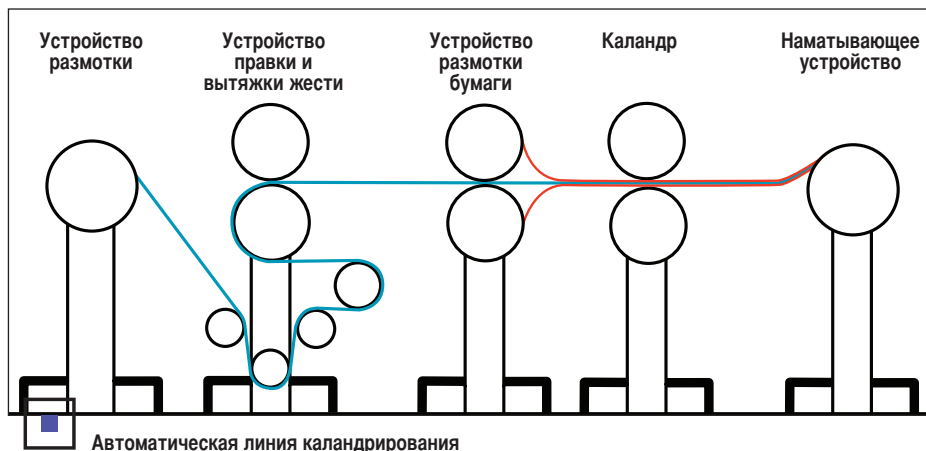 Устройство
размотки
Устройство
правки и
вытяжки жести
Устройство
размотки
бумаги
Каландр
Наматывающее
устройство
Автоматическая линия каландрирования